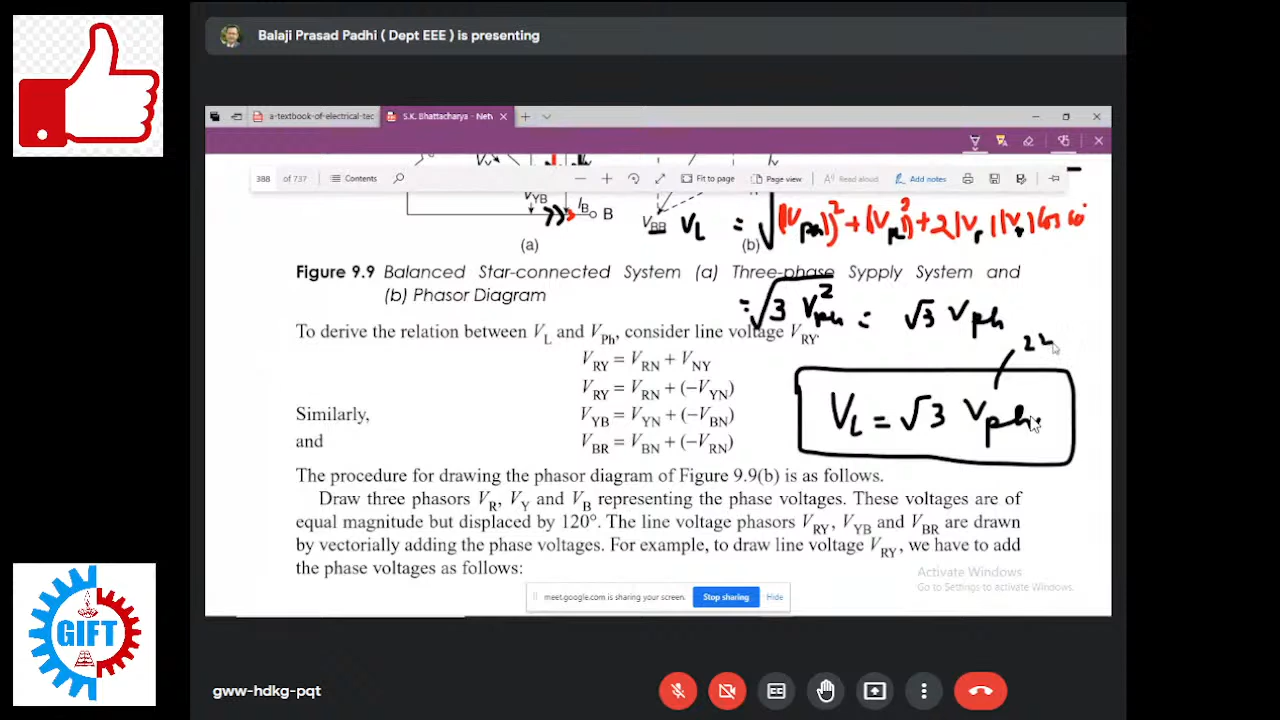 Balaji Prasad Padhi ( Dept EEE ) is presenting
a-textbook-of-electrical-tec
S.K. Bhattacharya - Netv
388 of 737
Contents
Fit to page
Page view
Read aloud
Add notes
V_YB
I_B
B
V_BR
(a)
(b)
V_L = √(|V_ph|)² + (V_ph)² + 2|V_r||V_r| Cos 60°
Figure 9.9 Balanced Star-connected System (a) Three-phase Sypply System and
(b) Phasor Diagram
= √3 V_ph² = √3 V_ph
To derive the relation between V_L and V_Ph, consider line voltage V_RY.
22
V_RY = V_RN + V_NY
V_RY = V_RN + (−V_YN)
Similarly, V_YB = V_YN + (−V_BN)
and V_BR = V_BN + (−V_RN)
V_L = √3 V_ph
The procedure for drawing the phasor diagram of Figure 9.9(b) is as follows.
Draw three phasors V_R, V_Y and V_B representing the phase voltages. These voltages are of
equal magnitude but displaced by 120°. The line voltage phasors V_RY, V_YB and V_BR are drawn
by vectorially adding the phase voltages. For example, to draw line voltage V_RY, we have to add
the phase voltages as follows:
Activate Windows
Go to Settings to activate Windows.
meet.google.com is sharing your screen.
Stop sharing
Hide
GIFT
gww-hdkg-pqt